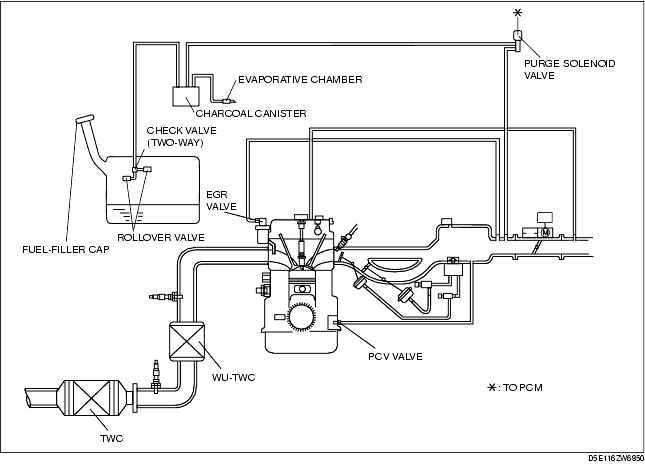 *
PURGE SOLENOID
VALVE
EVAPORATIVE CHAMBER
CHARCOAL CANISTER
CHECK VALVE
(TWO-WAY)
EGR
VALVE
M
ROLLOVER VALVE
FUEL-FILLER CAP
PCV VALVE
WU-TWC
* : TO PCM
TWC
D5E116ZW6850